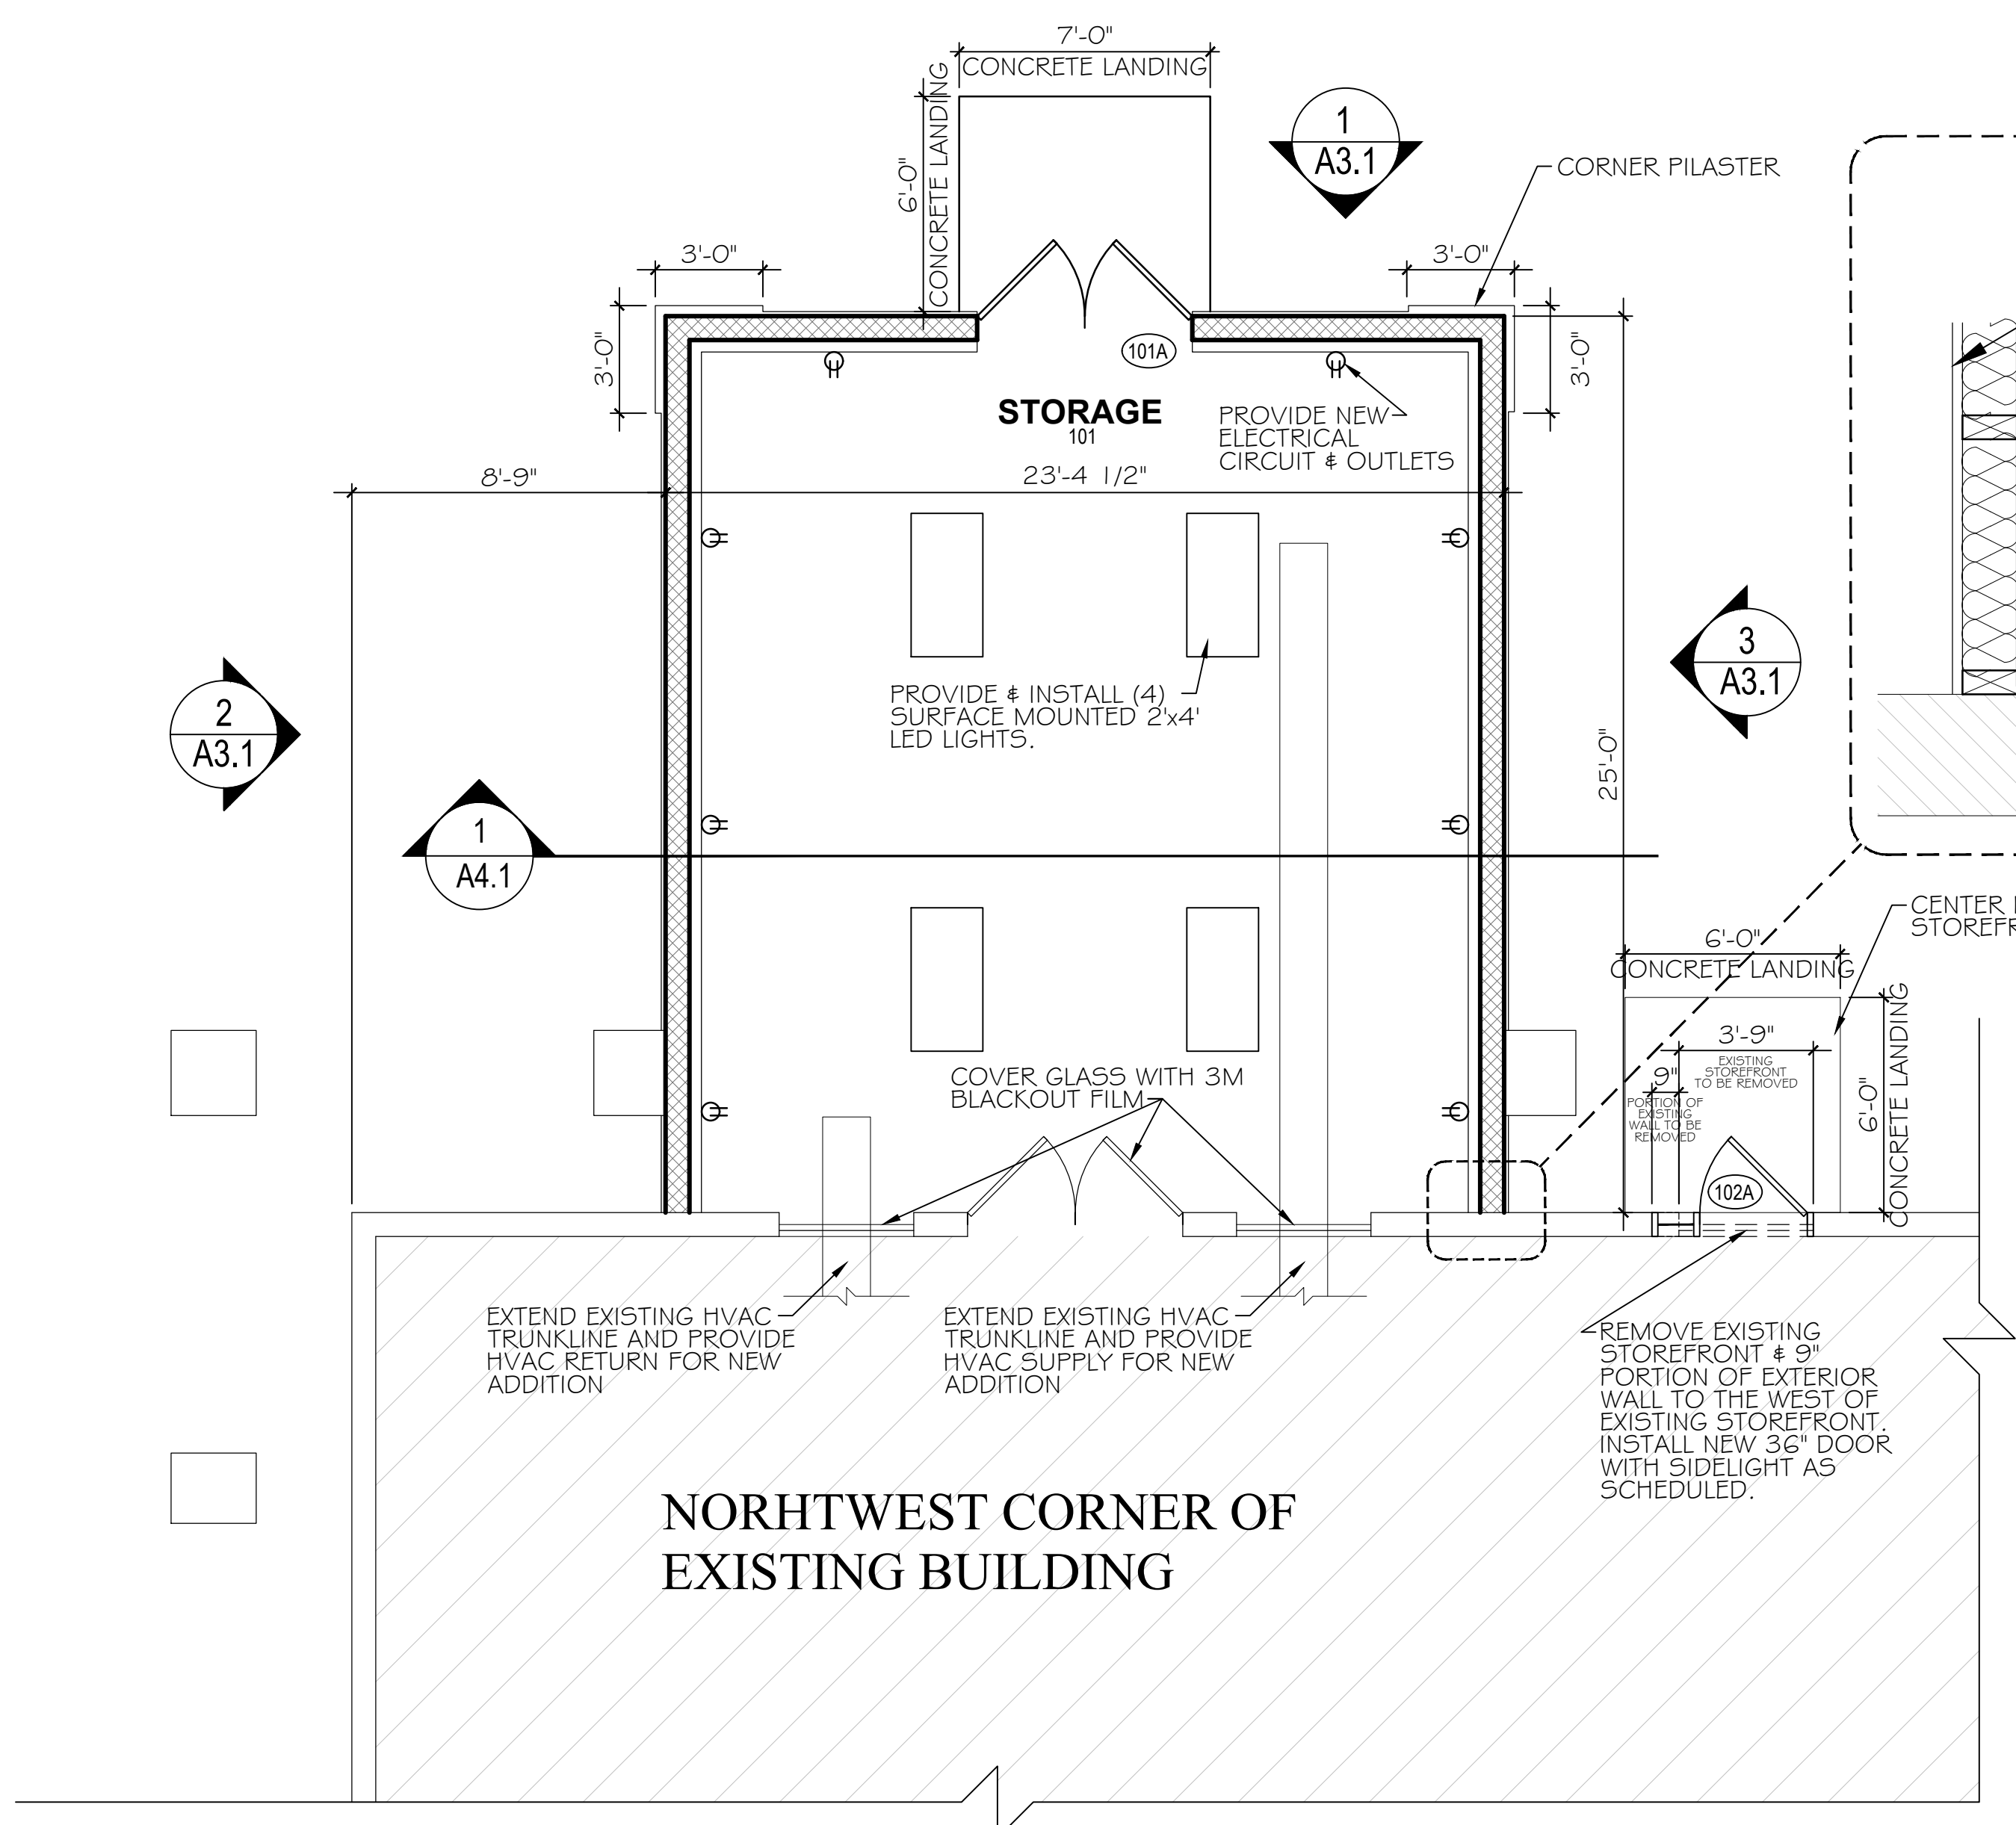 7'-0"
CONCRETE LANDING
6'-0"
CONCRETE LANDING
1
A3.1
CORNER PILASTER
3'-0"
3'-0"
3'-0"
3'-0"
101A
STORAGE
101
PROVIDE NEW
ELECTRICAL
CIRCUIT & OUTLETS
8'-9"
23'-4 1/2"
2
A3.1
3
A3.1
PROVIDE & INSTALL (4)
SURFACE MOUNTED 2'x4'
LED LIGHTS.
25'-0"
1
A4.1
CENTER
STOREFR
6'-0"
CONCRETE LANDING
3'-9"
EXISTING
STOREFRONT
TO BE REMOVED
9"
PORTION OF
EXISTING
WALL TO BE
REMOVED
6'-0"
CONCRETE LANDING
COVER GLASS WITH 3M
BLACKOUT FILM
102A
EXTEND EXISTING HVAC
TRUNKLINE AND PROVIDE
HVAC RETURN FOR NEW
ADDITION
EXTEND EXISTING HVAC
TRUNKLINE AND PROVIDE
HVAC SUPPLY FOR NEW
ADDITION
REMOVE EXISTING
STOREFRONT & 9"
PORTION OF EXTERIOR
WALL TO THE WEST OF
EXISTING STOREFRONT.
INSTALL NEW 36" DOOR
WITH SIDELIGHT AS
SCHEDULED.
NORHTWEST CORNER OF
EXISTING BUILDING